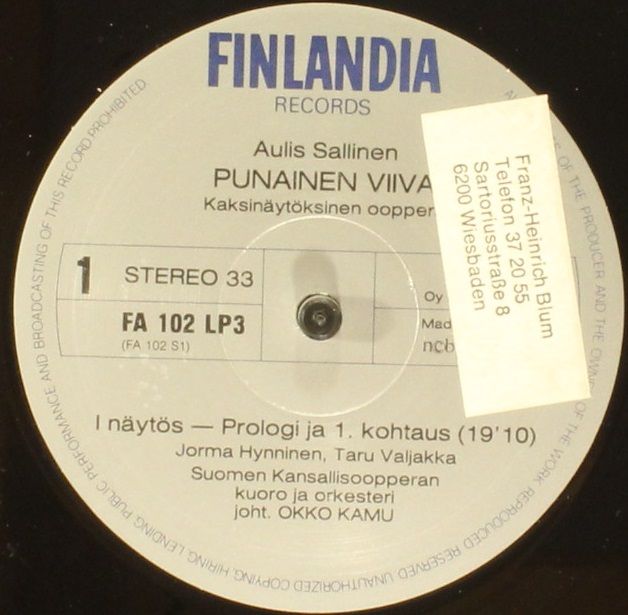 FINLANDIA
RECORDS
Aulis Sallinen
PUNAINEN VIIVA
Kaksinäytöksinen ooppera
1 STEREO 33
FA 102 LP3
(FA 102 S1)
Oy
Mad
ncb
I näytös — Prologi ja 1. kohtaus (19'10)
Jorma Hynninen, Taru Valjakka
Suomen Kansallisoopperan
kuoro ja orkesteri
joht. OKKO KAMU
Franz-Heinrich Blum
Telefon 37 20 55
Sartoriusstraße 8
6200 Wiesbaden
OF THE PRODUCER AND THE OF THE WORK REPRODUCED RESERVED. UNAUTHORIZED COPYING, HIRING, LENDING, PUBLIC PERFORMANCE AND BROADCASTING OF THIS RECORD PROHIBITED